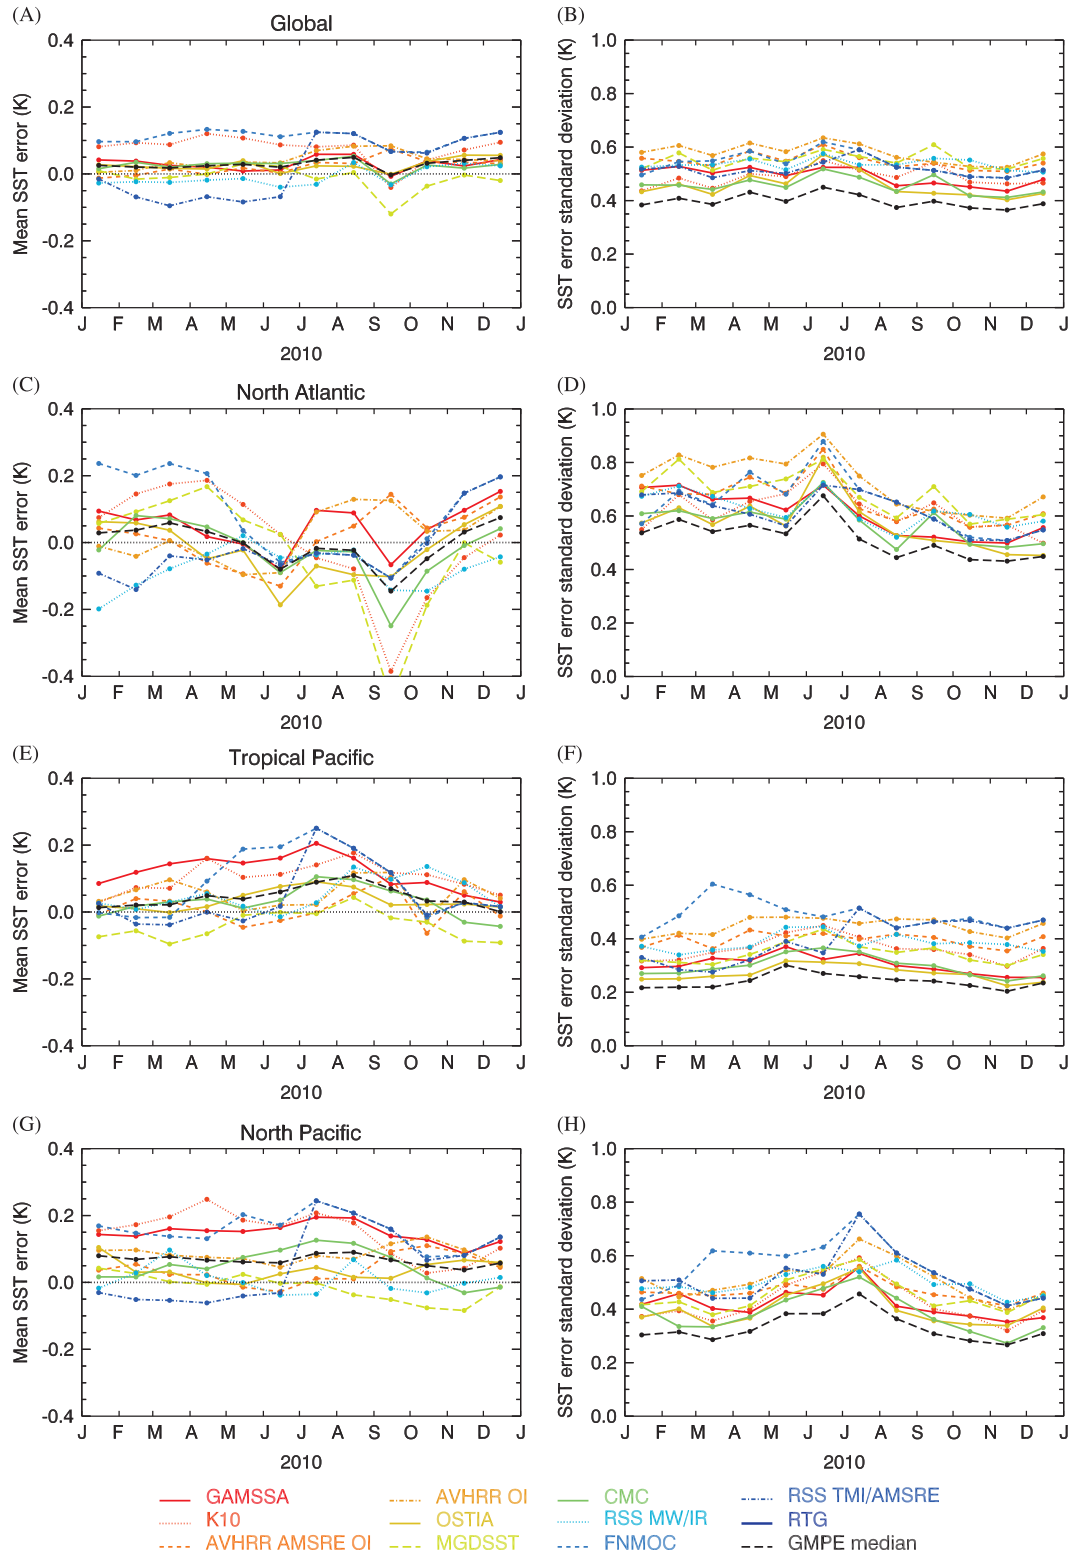 (A)
Global
Mean SST error (K)
0.4
0.2
0.0
-0.2
-0.4
J F M A M J J A S O N D J
2010
(B)
SST error standard deviation (K)
1.0
0.8
0.6
0.4
0.2
0.0
J F M A M J J A S O N D J
2010
(C)
North Atlantic
Mean SST error (K)
0.4
0.2
0.0
-0.2
-0.4
J F M A M J J A S O N D J
2010
(D)
SST error standard deviation (K)
1.0
0.8
0.6
0.4
0.2
0.0
J F M A M J J A S O N D J
2010
(E)
Tropical Pacific
Mean SST error (K)
0.4
0.2
0.0
-0.2
-0.4
J F M A M J J A S O N D J
2010
(F)
SST error standard deviation (K)
1.0
0.8
0.6
0.4
0.2
0.0
J F M A M J J A S O N D J
2010
(G)
North Pacific
Mean SST error (K)
0.4
0.2
0.0
-0.2
-0.4
J F M A M J J A S O N D J
2010
(H)
SST error standard deviation (K)
1.0
0.8
0.6
0.4
0.2
0.0
J F M A M J J A S O N D J
2010
GAMSSA
K10
AVHRR AMSRE OI
AVHRR OI
OSTIA
MGDSST
CMC
RSS MW/IR
FNMOC
RSS TMI/AMSRE
RTG
GMPE median